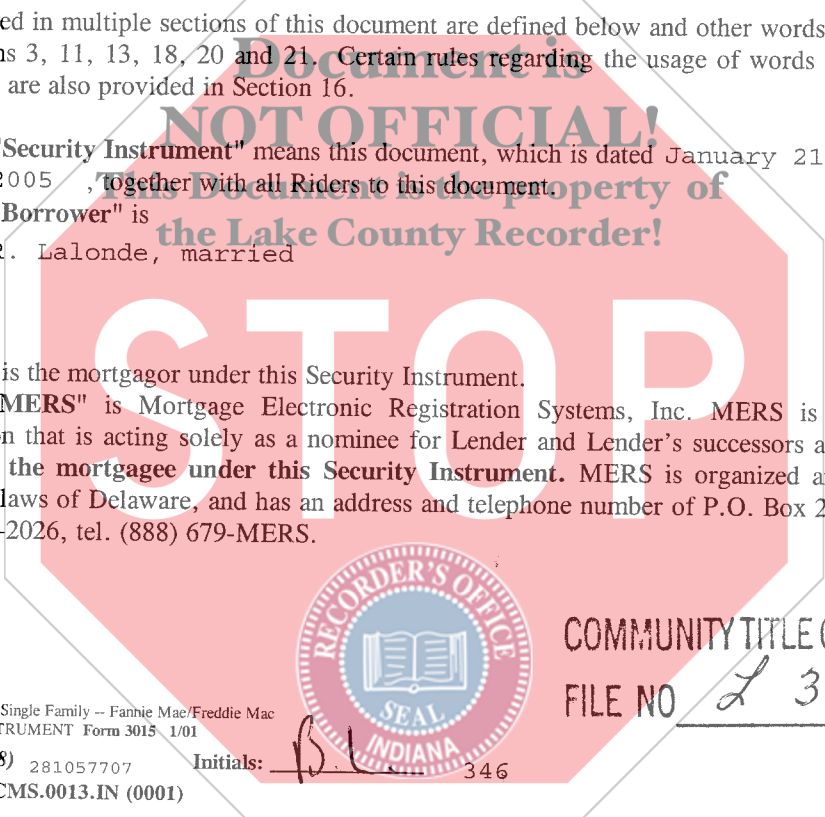 ed in multiple sections of this document are defined below and other words
ns 3, 11, 13, 18, 20 and 21. Certain rules regarding the usage of words
are also provided in Section 16.
Document is
NOT OFFICIAL!
This Document is the property of
the Lake County Recorder!
"Security Instrument" means this document, which is dated January 21
2005 , together with all Riders to this document.
Borrower" is
R. Lalonde, married
STOP
is the mortgagor under this Security Instrument.
MERS" is Mortgage Electronic Registration Systems, Inc. MERS is
n that is acting solely as a nominee for Lender and Lender's successors a
the mortgagee under this Security Instrument. MERS is organized a
laws of Delaware, and has an address and telephone number of P.O. Box 2
-2026, tel. (888) 679-MERS.
RECORDER'S OFFICE
SEAL
INDIANA
COMMUNITY TITLE
FILE NO L 3
Single Family -- Fannie Mae/Freddie Mac
TRUMENT Form 3015 1/01
8) 281057707 Initials: B.L. 346
CMS.0013.IN (0001)